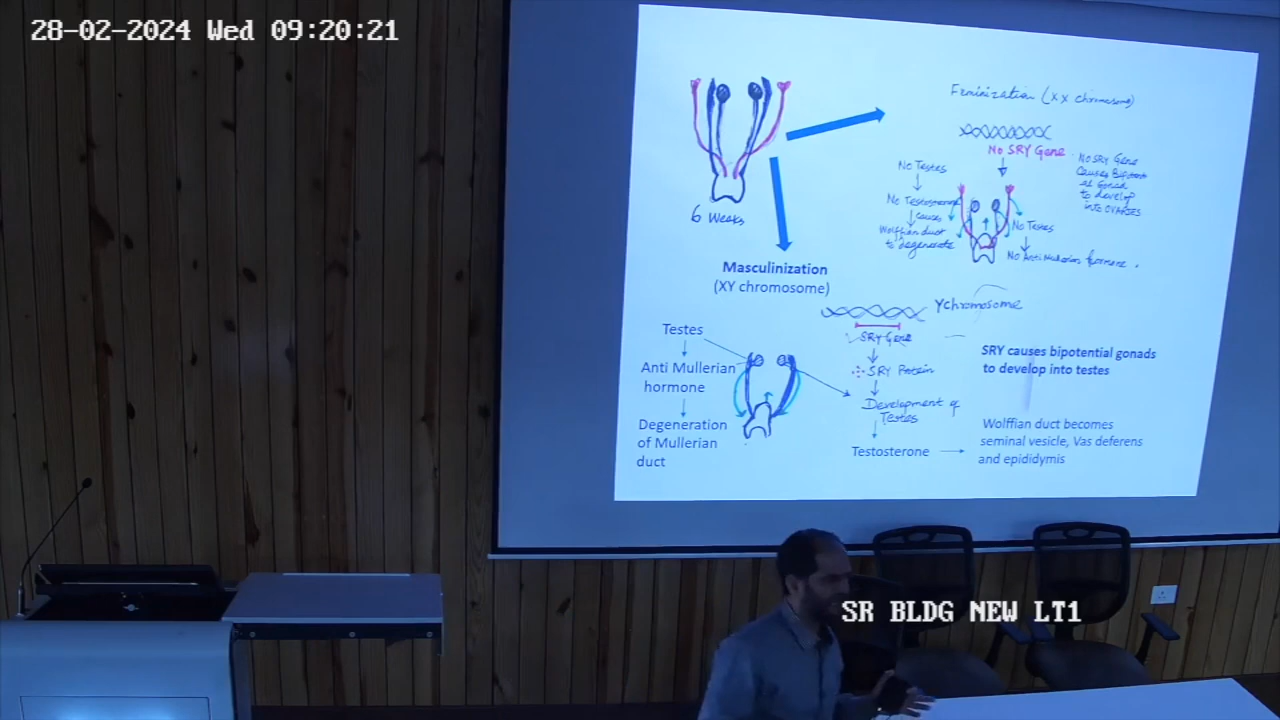 28-02-2024 Wed 09:20:21
6 Weeks
Feminization (XX chromosome)
No SRY Gene
No SRY Gene
Causes Bipotenti
al Gonad
to develop
into OVARIES
No Testes
No Testosterone
causes
Wolffian duct
to degenerate
No Testes
No Anti Mullerian hormone.
Masculinization
(XY chromosome)
Y chromosome
SRY Gene
SRY Protein
Development of
Testes
Testosterone
Testes
Anti Mullerian
hormone
Degeneration
of Mullerian
duct
SRY causes bipotential gonads
to develop into testes
Wolffian duct becomes
seminal vesicle, Vas deferens
and epididymis
SR BLDG NEW LT1